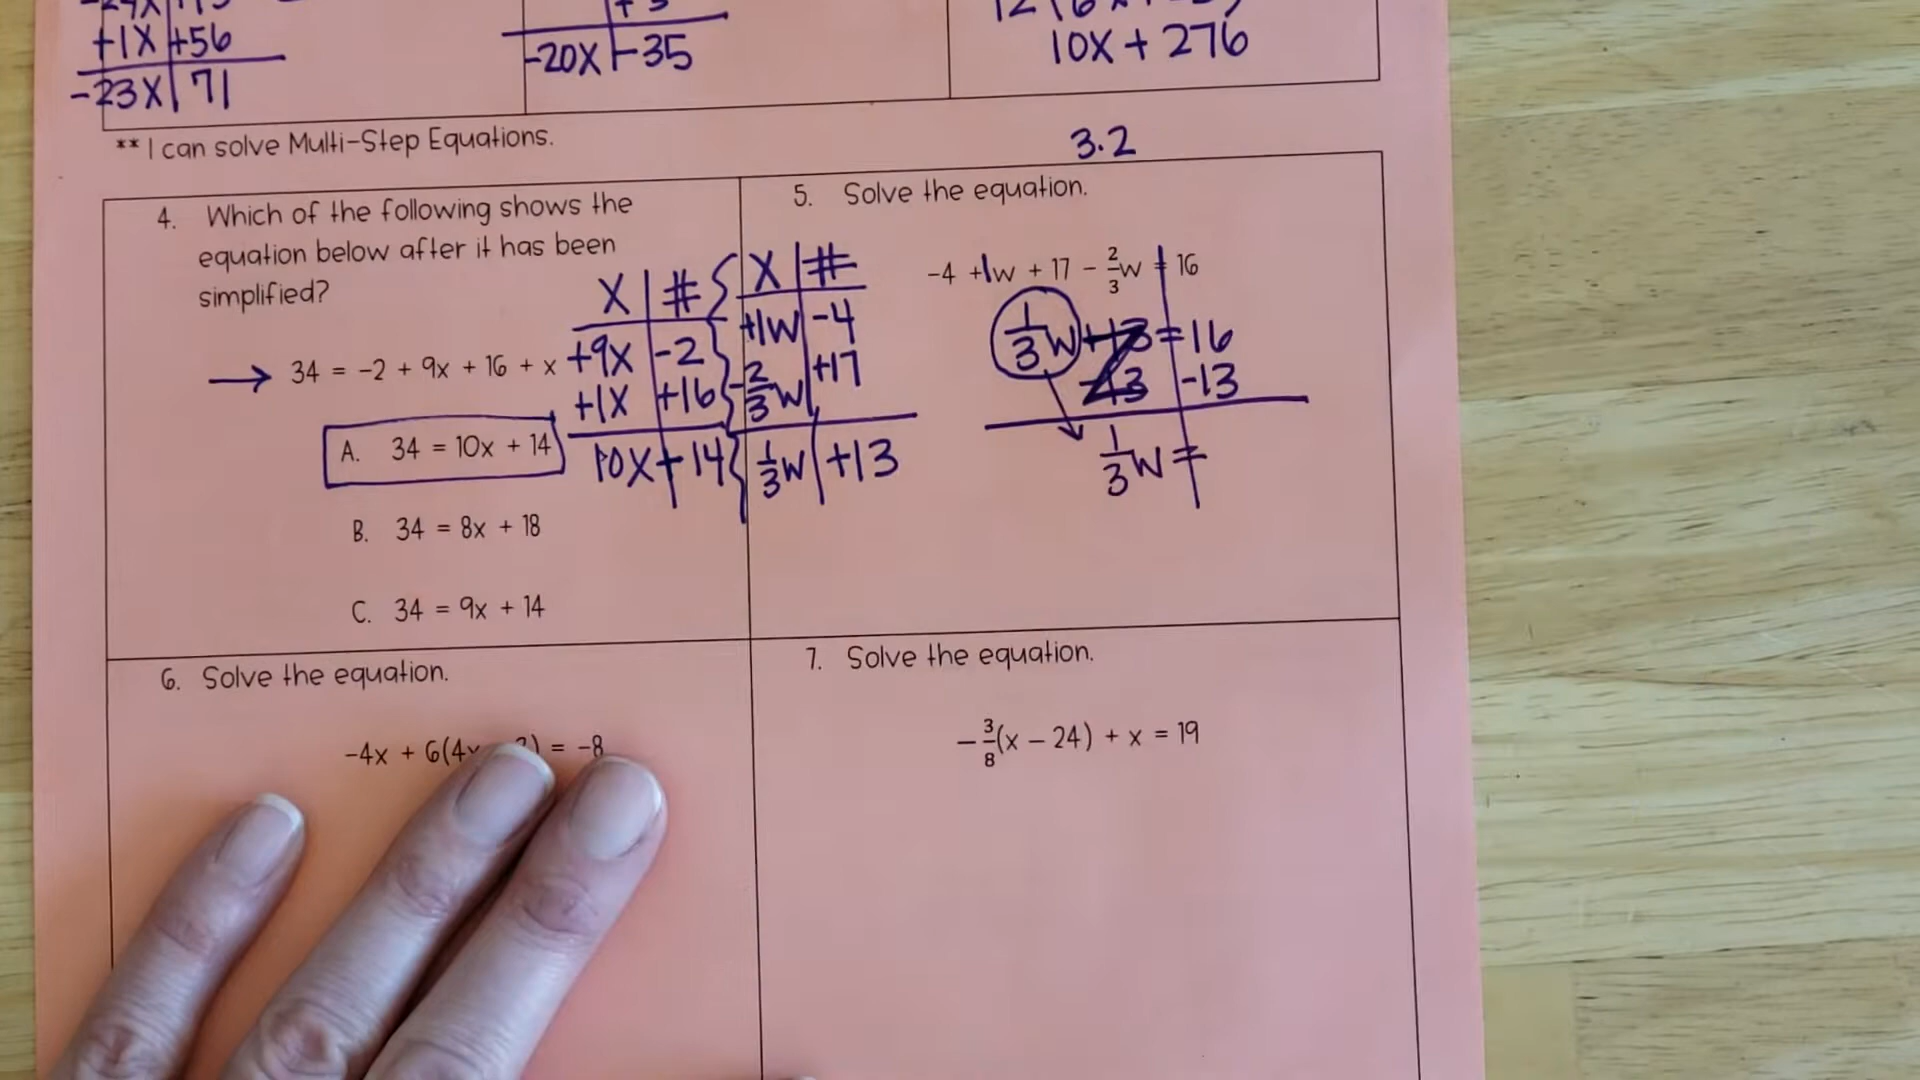 +1x +56
-23x 71
-20x -35
10x + 276
** I can solve Multi-Step Equations.
3.2
4. Which of the following shows the
equation below after it has been
simplified?
→ 34 = -2 + 9x + 16 + x
X | #
+9x | -2
+1x | +16
10x + 14
A. 34 = 10x + 14
B. 34 = 8x + 18
C. 34 = 9x + 14
5. Solve the equation.
-4 +1w + 17 - 2/3w = 16
X | #
+1w | -4
-2/3w | +17
1/3w | +13
1/3w +13 = 16
-13 -13
1/3w =
6. Solve the equation.
-4x + 6(4 ) = -8
7. Solve the equation.
-3/8(x - 24) + x = 19